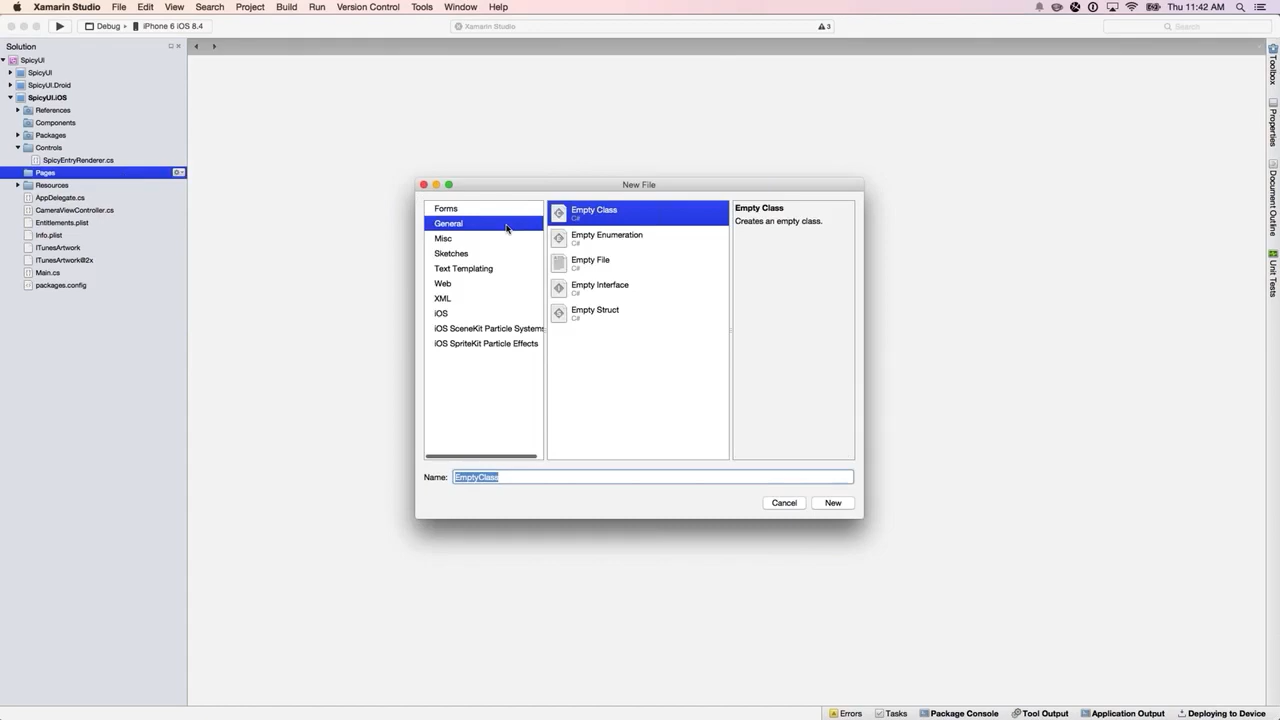 Xamarin Studio File Edit View Search Project Build Run Version Control Tools Window Help Thu 11:42 AM
Debug iPhone 6 iOS 8.4 Xamarin Studio 3 Search
Solution
SpicyUI
SpicyUI
SpicyUI.Droid
SpicyUI.iOS
References
Components
Packages
Controls
SpicyEntryRenderer.cs
Pages
Resources
AppDelegate.cs
CameraViewController.cs
Entitlements.plist
Info.plist
iTunesArtwork
iTunesArtwork@2x
Main.cs
packages.config
New File
Forms
General
Misc
Sketches
Text Templating
Web
XML
iOS
iOS SceneKit Particle Systems
iOS SpriteKit Particle Effects
Empty Class
C#
Empty Enumeration
C#
Empty File
C#
Empty Interface
C#
Empty Struct
C#
Empty Class
Creates an empty class.
Name: EmptyClass
Cancel New
Toolbox
Properties
Document Outline
Unit Tests
Errors Tasks Package Console Tool Output Application Output Deploying to Device